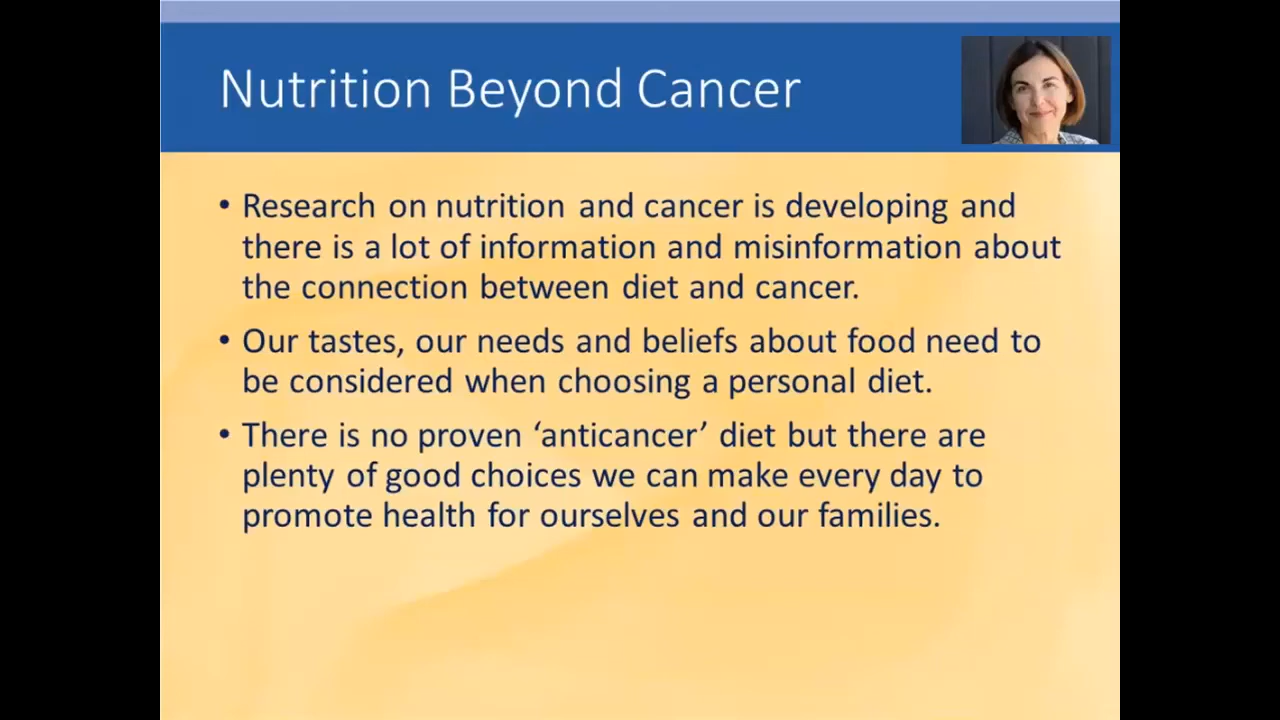 Nutrition Beyond Cancer
• Research on nutrition and cancer is developing and
there is a lot of information and misinformation about
the connection between diet and cancer.
• Our tastes, our needs and beliefs about food need to
be considered when choosing a personal diet.
• There is no proven ‘anticancer’ diet but there are
plenty of good choices we can make every day to
promote health for ourselves and our families.